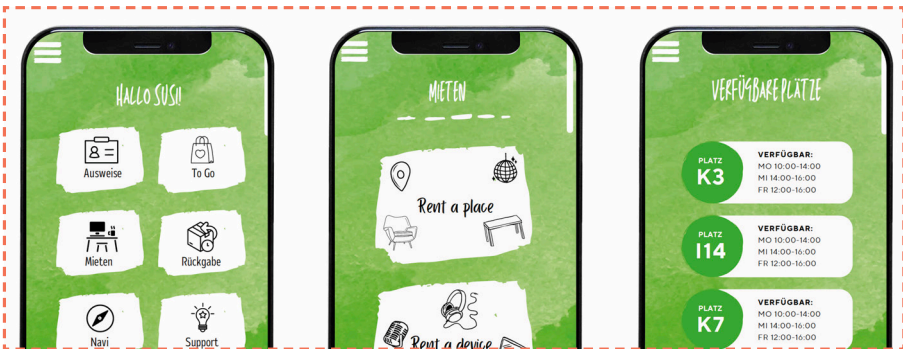 HALLO SUSI!
Ausweise
To Go
Mieten
Rückgabe
Navi
Support
MIETEN
Rent a place
Rent a device
VERFÜGBARE PLÄTZE
PLATZ
K3
VERFÜGBAR:
MO 10:00-14:00
MI 14:00-16:00
FR 12:00-16:00
PLATZ
I14
VERFÜGBAR:
MO 10:00-14:00
MI 14:00-16:00
FR 12:00-16:00
PLATZ
K7
VERFÜGBAR:
MO 10:00-14:00
MI 14:00-16:00
FR 12:00-16:00